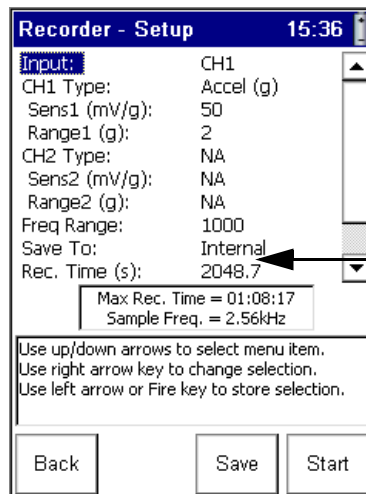 Recorder - Setup 15:36
Input: CH1
CH1 Type: Accel (g)
Sens1 (mV/g): 50
Range1 (g): 2
CH2 Type: NA
Sens2 (mV/g): NA
Range2 (g): NA
Freq Range: 1000
Save To: Internal
Rec. Time (s): 2048.7
Max Rec. Time = 01:08:17
Sample Freq. = 2.56kHz
Use up/down arrows to select menu item.
Use right arrow key to change selection.
Use left arrow or Fire key to store selection.
Back Save Start